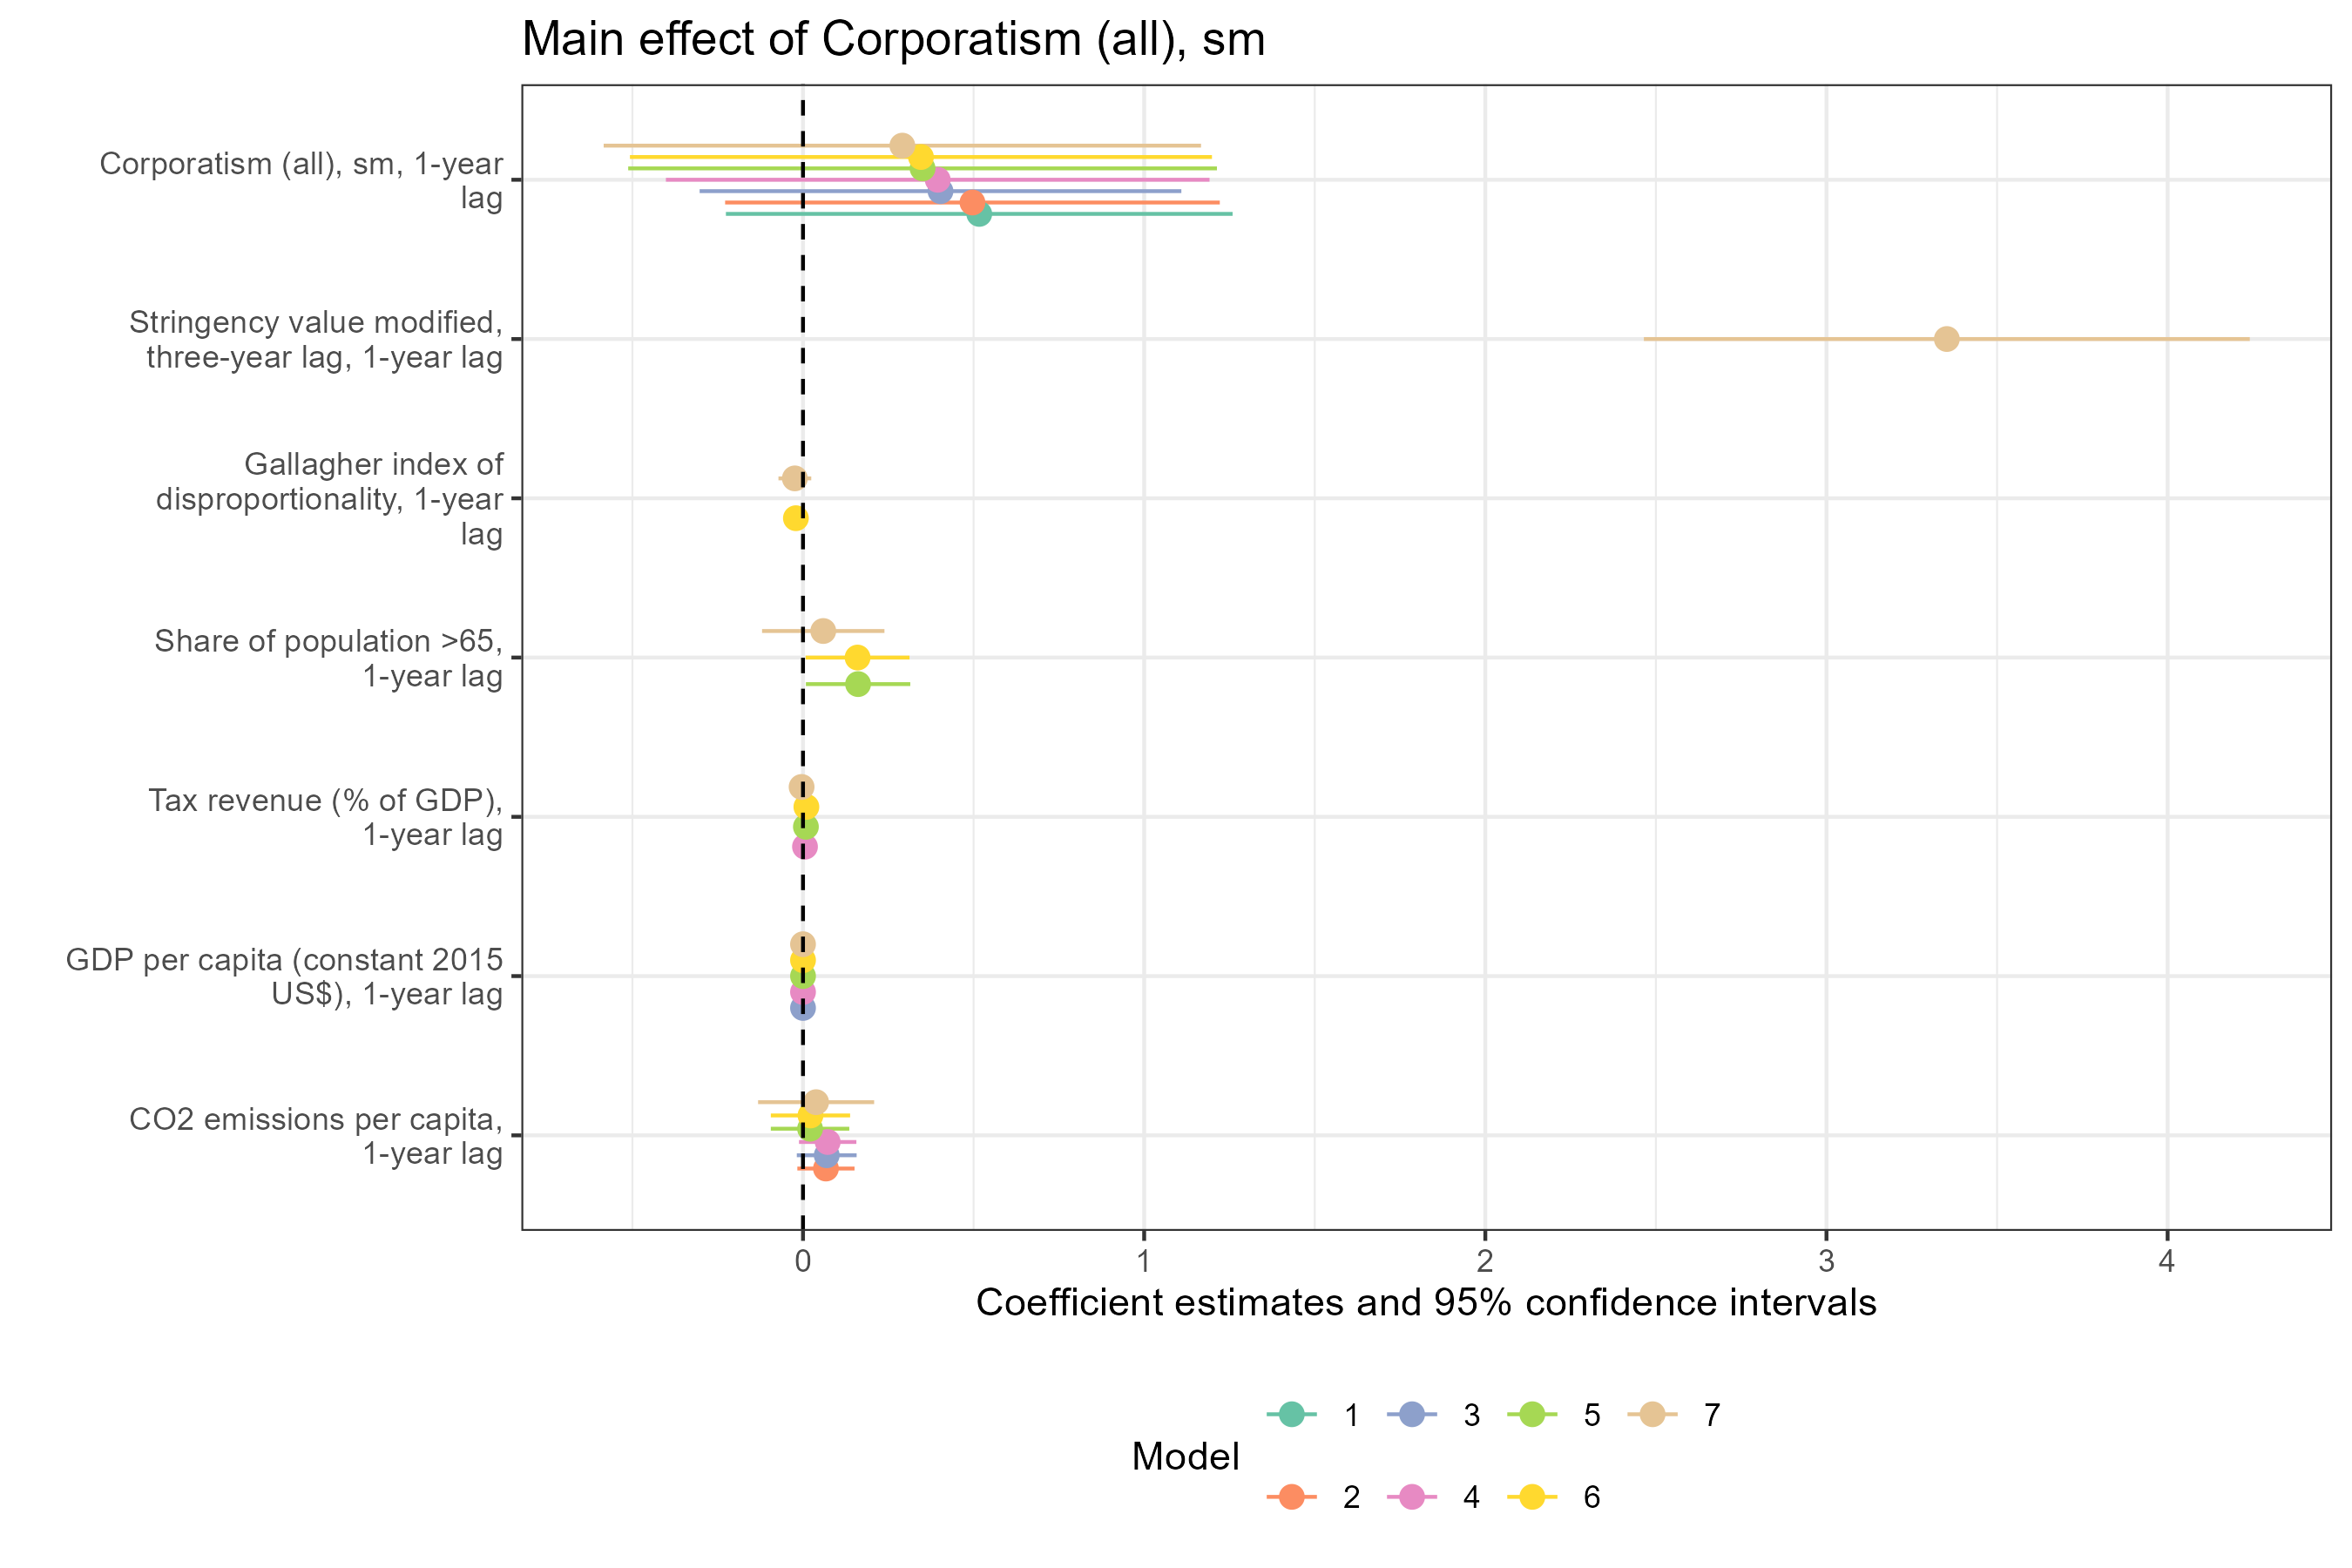 Main effect of Corporatism (all), sm
Corporatism (all), sm, 1-year
lag
Stringency value modified,
three-year lag, 1-year lag
Gallagher index of
disproportionality, 1-year
lag
Share of population >65,
1-year lag
Tax revenue (% of GDP),
1-year lag
GDP per capita (constant 2015
US$), 1-year lag
CO2 emissions per capita,
1-year lag
0 1 2 3 4
Coefficient estimates and 95% confidence intervals
Model
1 3 5 7
2 4 6